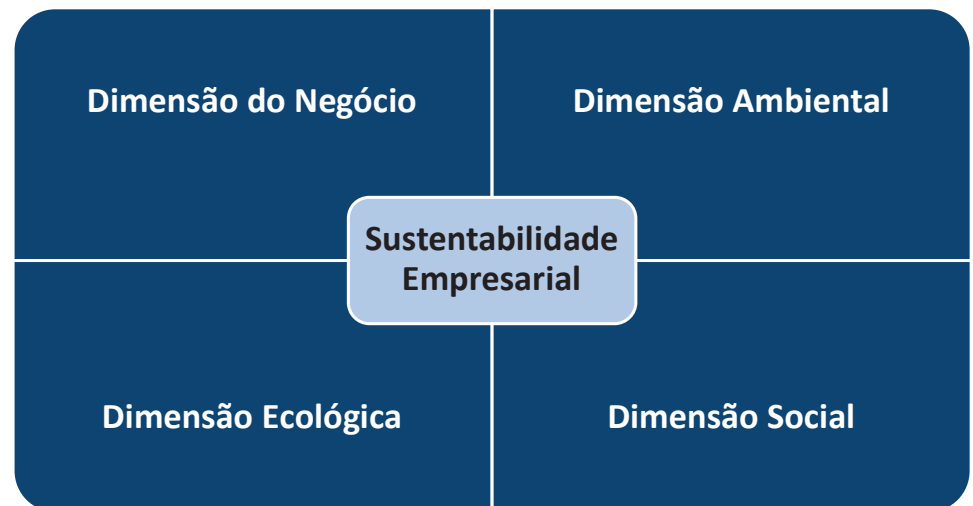 Dimensão do Negócio
Dimensão Ambiental
Sustentabilidade
Empresarial
Dimensão Ecológica
Dimensão Social